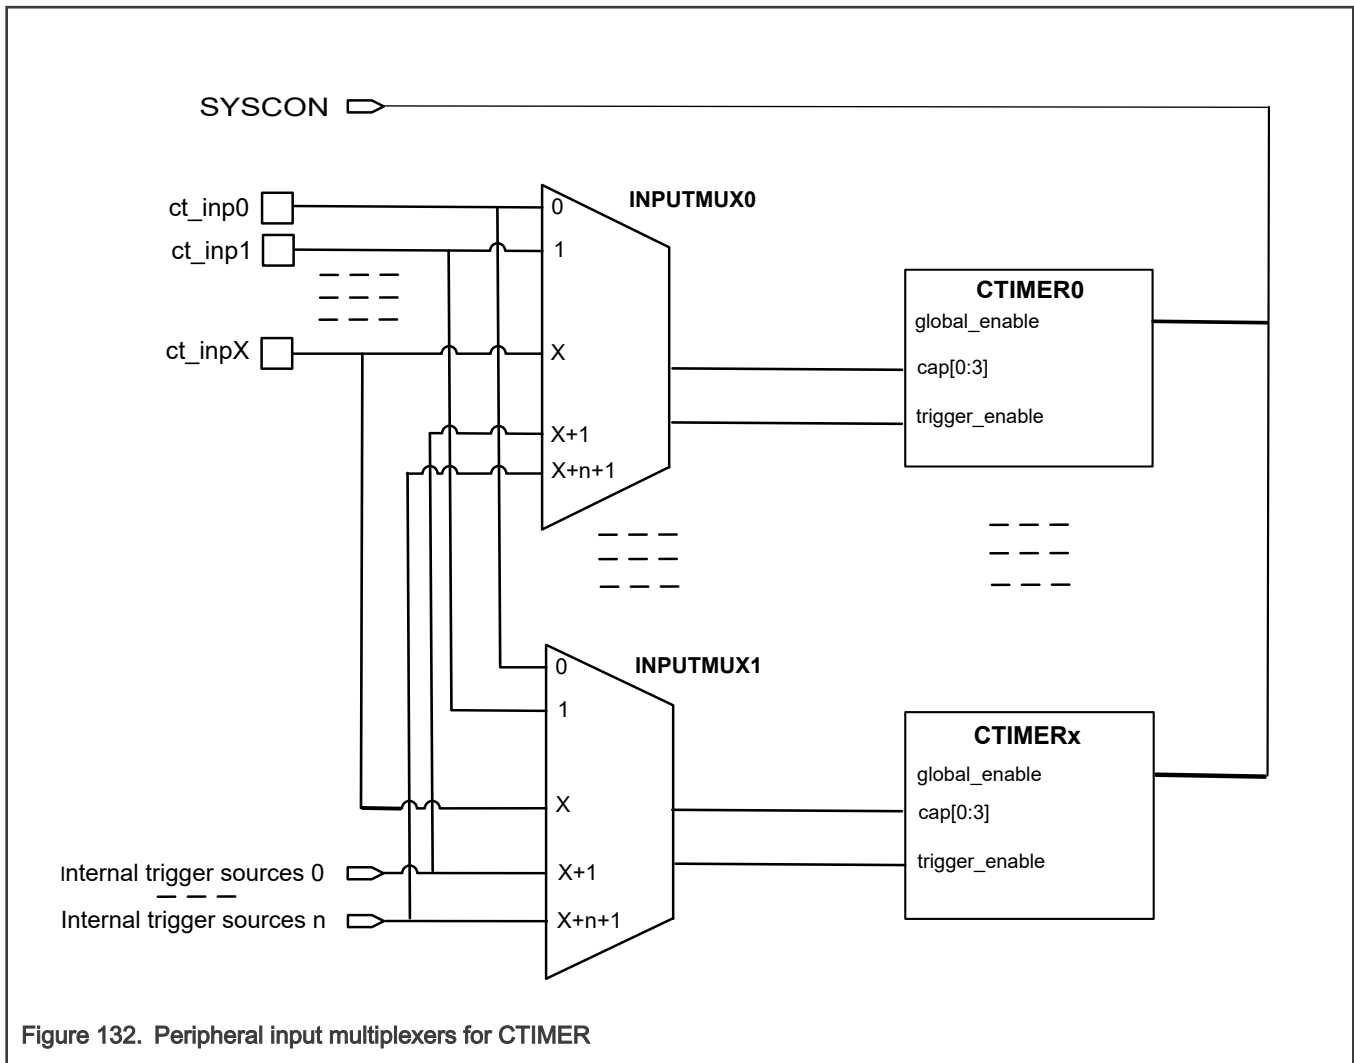 SYSCON
ct_inp0
ct_inp1
ct_inpX
INPUTMUX0
0
1
X
X+1
X+n+1
CTIMER0
global_enable
cap[0:3]
trigger_enable
INPUTMUX1
0
1
X
X+1
X+n+1
CTIMERx
global_enable
cap[0:3]
trigger_enable
Internal trigger sources 0
Internal trigger sources n
Figure 132. Peripheral input multiplexers for CTIMER